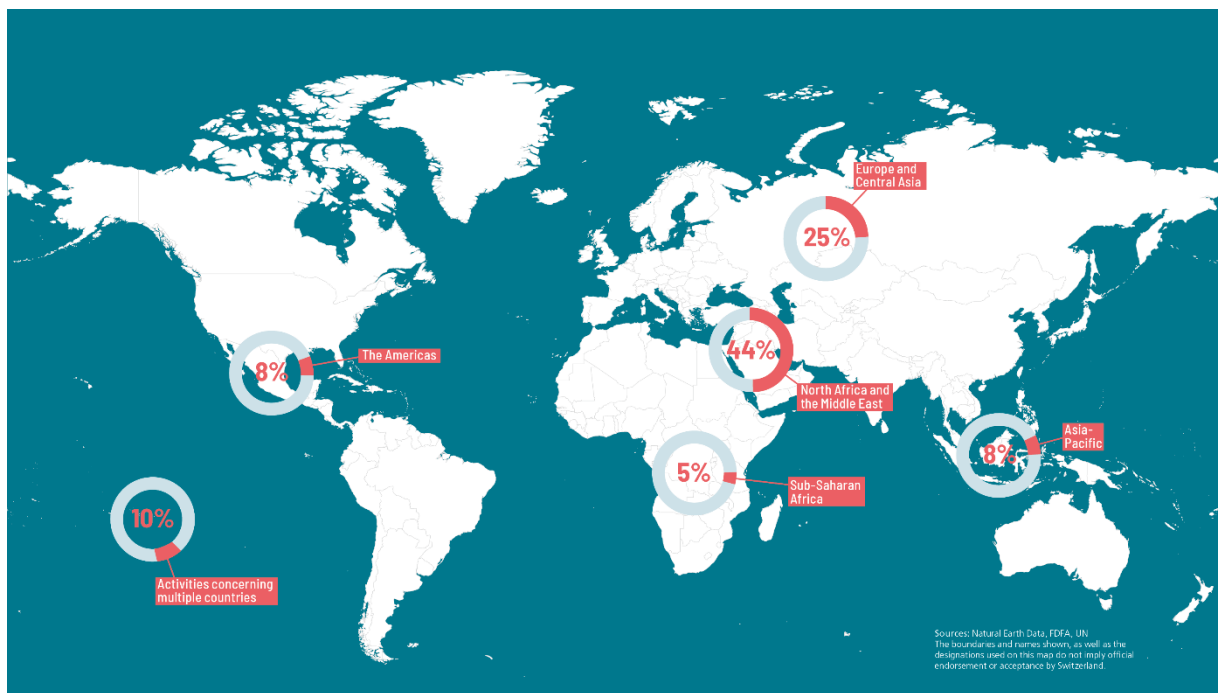 Europe and
Central Asia
25%
44%
North Africa and
the Middle East
8%
The Americas
Asia-
Pacific
8%
5%
Sub-Saharan
Africa
10%
Activities concerning
multiple countries
Sources: Natural Earth Data, FDFA, UN
The boundaries and names shown, as well as the
designations used on this map do not imply official
endorsement or acceptance by Switzerland.